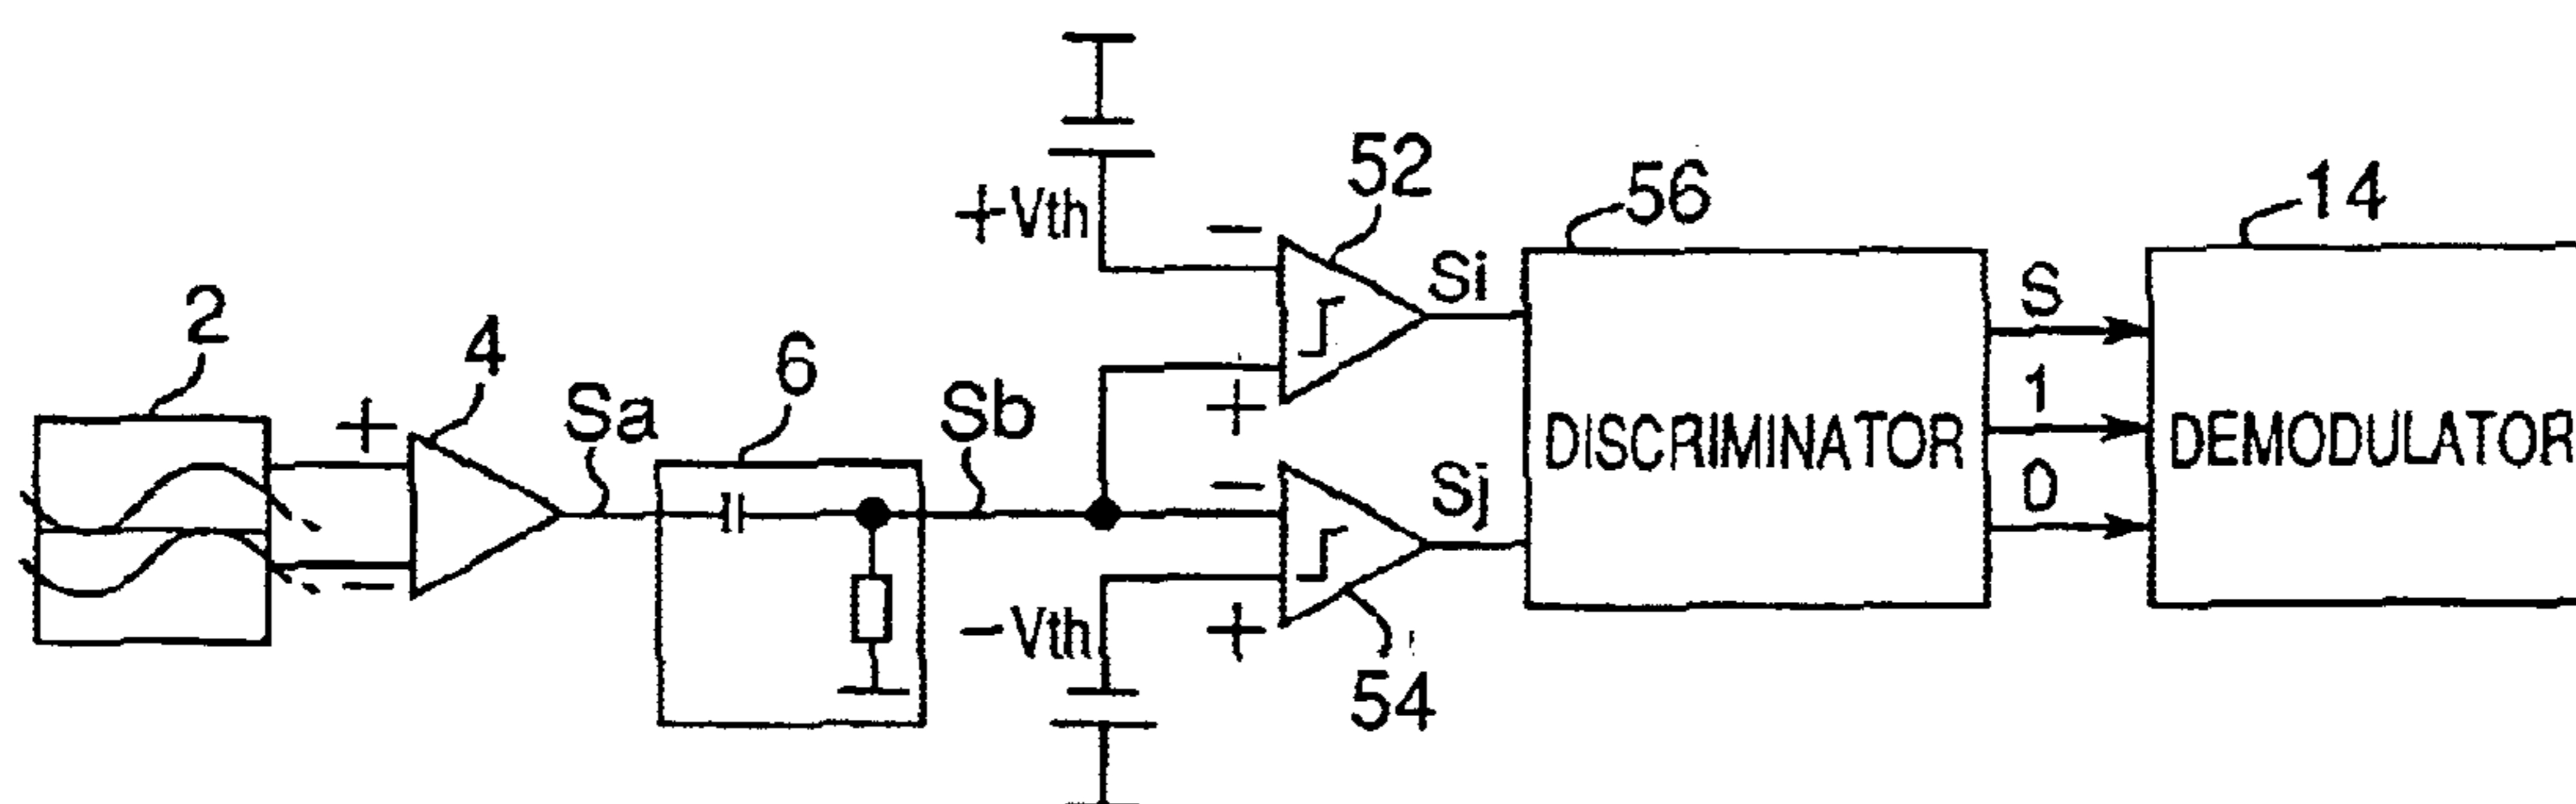 52
56
14
+Vth
−
Si
2
4
6
S
+
Sa
Sb
+
1
DISCRIMINATOR
DEMODULATOR
−
Sj
0
−
−Vth
+
54